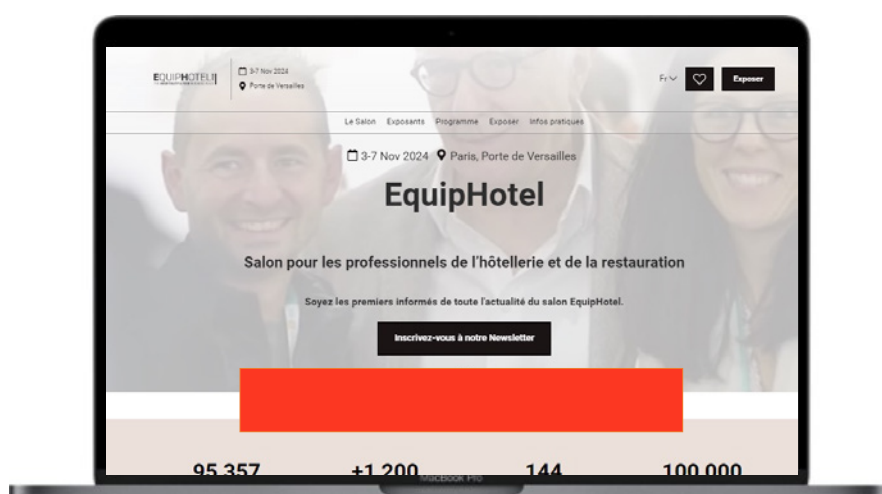 EQUIPHOTEL
3-7 Nov 2024
Porte de Versailles
Fr
Exposer
Le Salon Exposants Programme Exposer Infos pratiques
3-7 Nov 2024 Paris, Porte de Versailles
EquipHotel
Salon pour les professionnels de l'hôtellerie et de la restauration
Soyez les premiers informés de toute l'actualité du salon EquipHotel.
Inscrivez-vous à notre Newsletter
95 357 +1 200 144 100 000
MacBook Pro